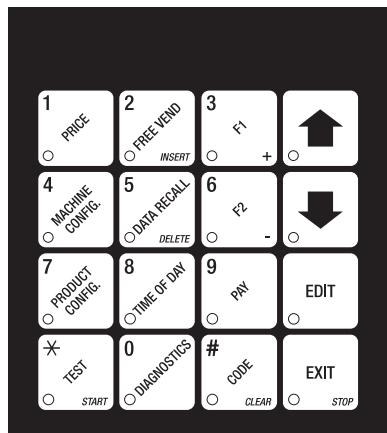 1
PRICE
2
FREE VEND
INSERT
3
F1
+
4
MACHINE
CONFIG.
5
DATA RECALL
DELETE
6
F2
-
7
PRODUCT
CONFIG.
8
TIME OF DAY
9
PAY
EDIT
*
TEST
START
0
DIAGNOSTICS
#
CODE
CLEAR
EXIT
STOP